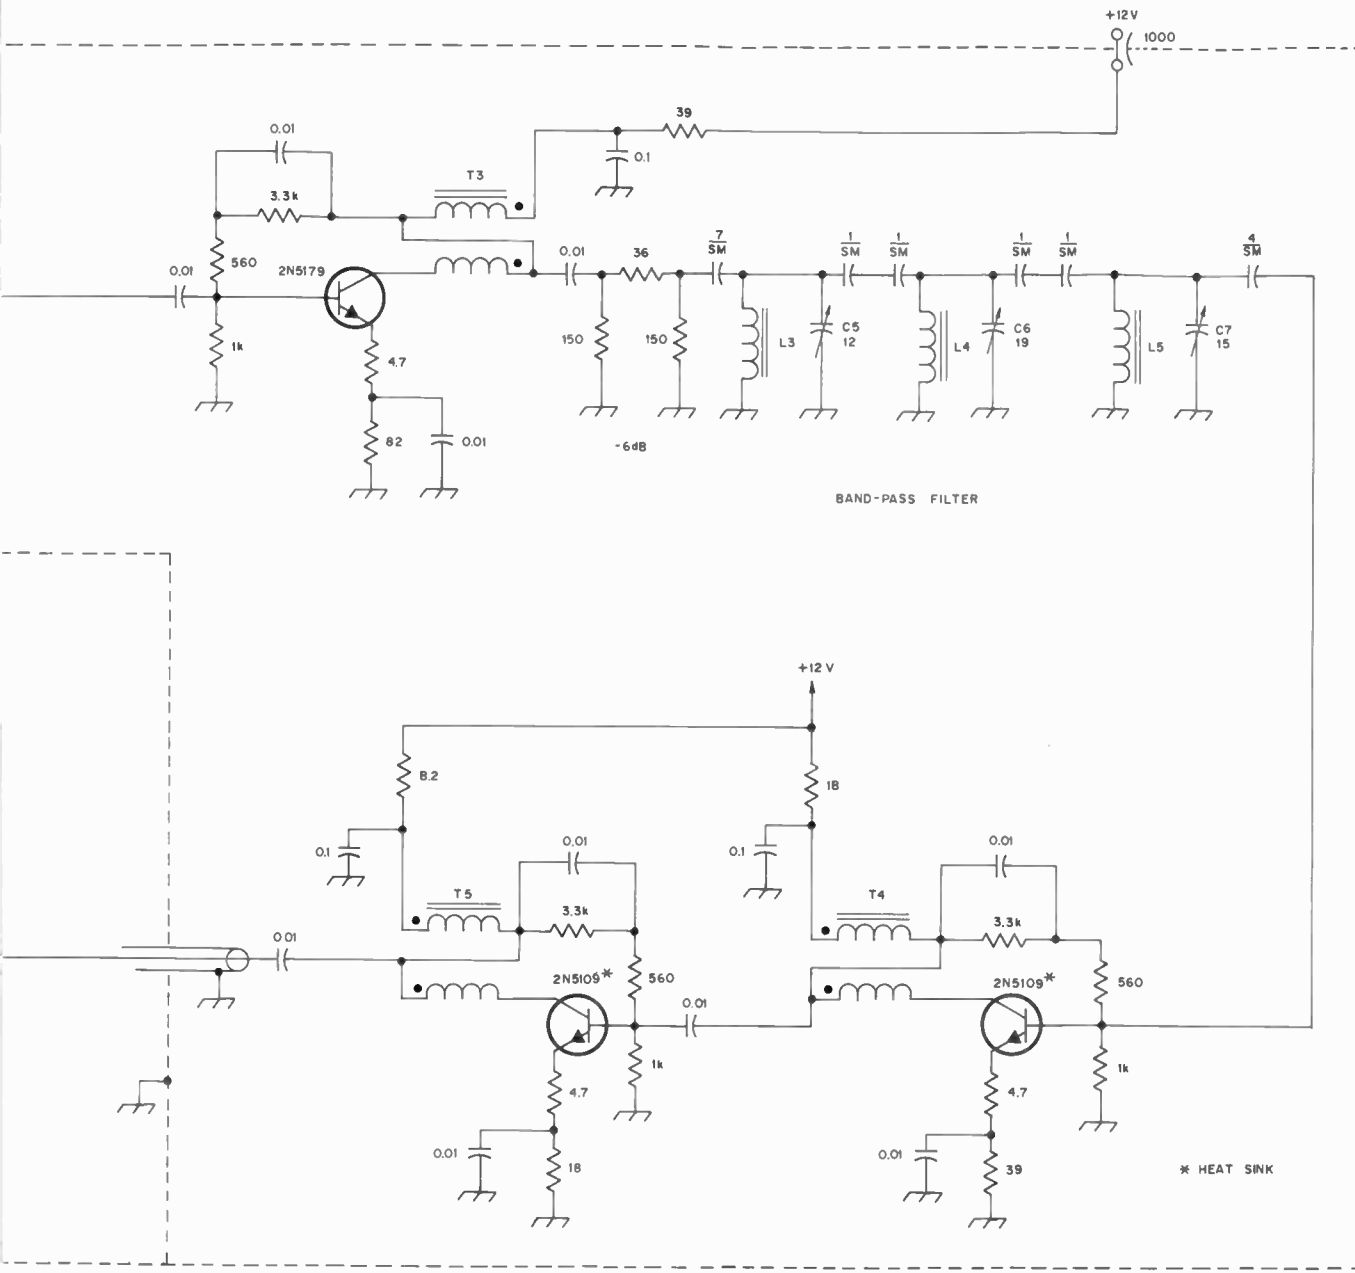 +12V
1000
39
0.01
0.1
T3
3.3k
7
SM
1
SM
1
SM
1
SM
1
SM
4
SM
0.01
36
560
0.01
2N5179
150
150
L3
C5
12
L4
C6
19
L5
C7
15
1k
4.7
82
0.01
-6dB
BAND-PASS FILTER
+12V
8.2
18
0.1
0.01
0.1
0.01
T5
T4
3.3k
3.3k
0.01
2N5109*
560
2N5109*
560
0.01
1k
1k
4.7
4.7
0.01
18
0.01
39
* HEAT SINK